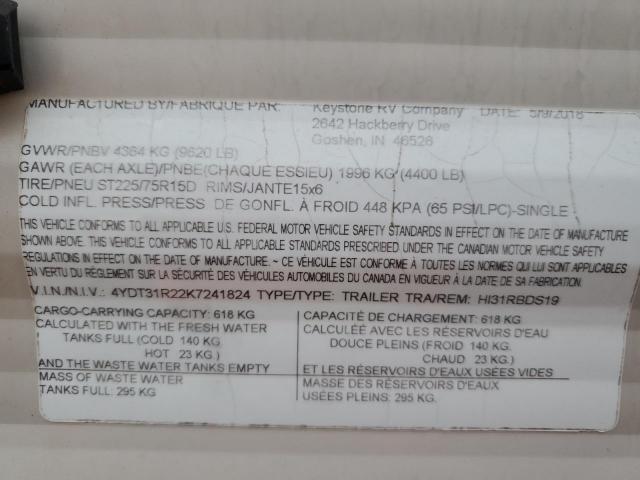 MANUFACTURED BY/FABRIQUE PAR: Keystone RV Company DATE: 5/9/2018
2642 Hackberry Drive
Goshen, IN 46526
GVWR/PNBV 4364 KG (9620 LB)
GAWR (EACH AXLE)/PNBE(CHAQUE ESSIEU) 1996 KG (4400 LB)
TIRE/PNEU ST225/75R15D RIMS/JANTE15x6
COLD INFL. PRESS/PRESS DE GONFL. À FROID 448 KPA (65 PSI/LPC)-SINGLE
THIS VEHICLE CONFORMS TO ALL APPLICABLE U.S. FEDERAL MOTOR VEHICLE SAFETY STANDARDS IN EFFECT ON THE DATE OF MANUFACTURE
SHOWN ABOVE. THIS VEHICLE CONFORMS TO ALL APPLICABLE STANDARDS PRESCRIBED UNDER THE CANADIAN MOTOR VEHICLE SAFETY
REGULATIONS IN EFFECT ON THE DATE OF MANUFACTURE. ~ CE VÉHICULE EST CONFORME À TOUTES LES NORMES QUI LUI SONT APPLICABLES
EN VERTU DU RÈGLEMENT SUR LA SÉCURITÉ DES VÉHICULES AUTOMOBILES DU CANADA EN VIGUEUR À LA DATE DE SA FABRICATION.
V.I.N./N.I.V.: 4YDT31R22K7241824 TYPE/TYPE: TRAILER TRA/REM: HI31RBDS19
CARGO-CARRYING CAPACITY: 618 KG
CALCULATED WITH THE FRESH WATER
TANKS FULL (COLD 140 KG.
HOT 23 KG.)
AND THE WASTE WATER TANKS EMPTY
MASS OF WASTE WATER
TANKS FULL: 295 KG.
CAPACITÉ DE CHARGEMENT: 618 KG
CALCULÉE AVEC LES RÉSERVOIRS D'EAU
DOUCE PLEINS (FROID 140 KG.
CHAUD 23 KG.)
ET LES RÉSERVOIRS D'EAUX USÉES VIDES
MASSE DES RÉSERVOIRS D'EAUX
USÉES PLEINS: 295 KG.